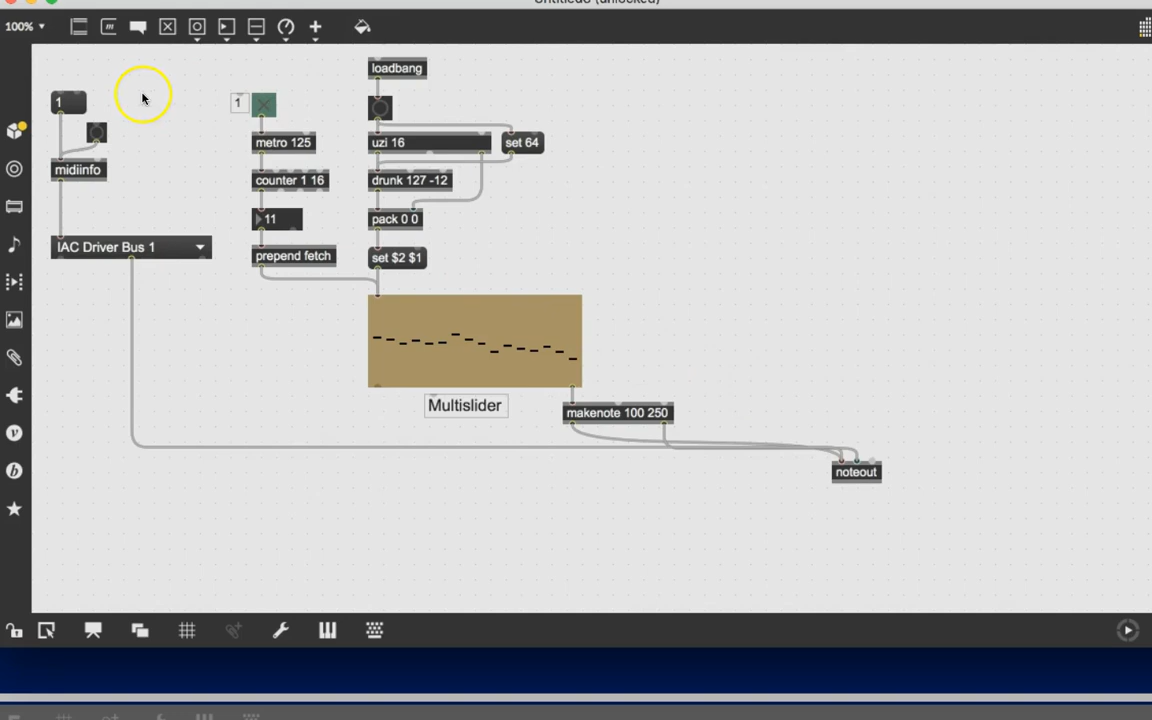 Untitled8 (unlocked)
100%
m
loadbang
1
1
metro 125
uzi 16
set 64
midiinfo
counter 1 16
drunk 127 -12
11
pack 0 0
IAC Driver Bus 1
prepend fetch
set $2 $1
Multislider
makenote 100 250
noteout